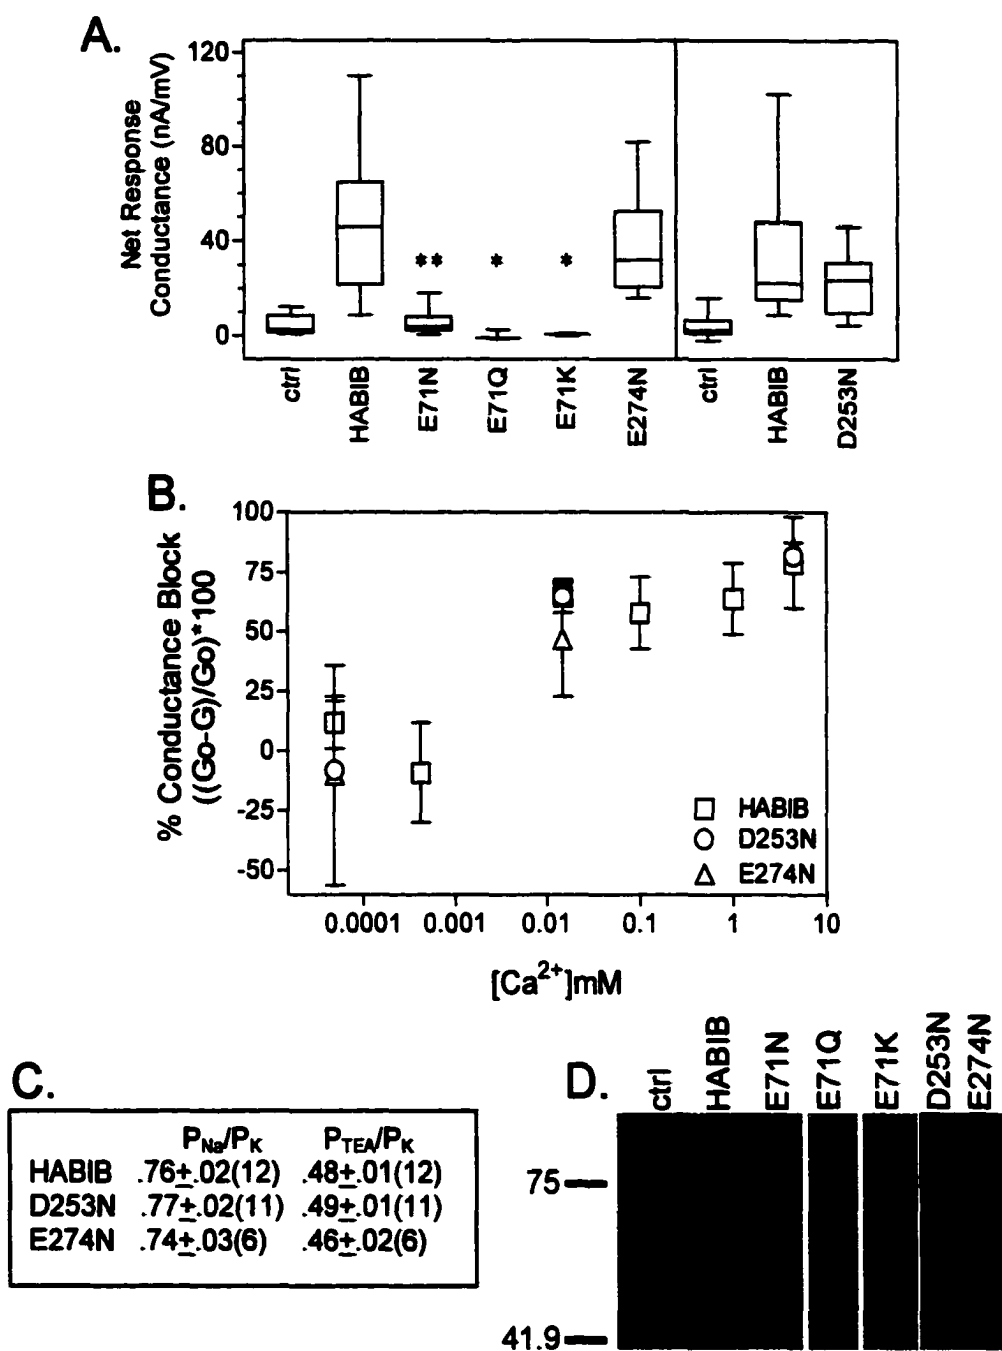 A.
Net Response
Conductance (nA/mV)
120
80
40
0
** * *
ctrl HABIB E71N E71Q E71K E274N ctrl HABIB D253N
B.
% Conductance Block
((Go-G)/Go)*100
100
75
50
25
0
-25
-50
HABIB
D253N
E274N
0.0001 0.001 0.01 0.1 1 10
[Ca2+]mM
C.
PNa/PK PTEA/PK
HABIB .76±.02(12) .48±.01(12)
D253N .77±.02(11) .49±.01(11)
E274N .74±.03(6) .46±.02(6)
D.
ctrl HABIB E71N E71Q E71K D253N E274N
75
41.9